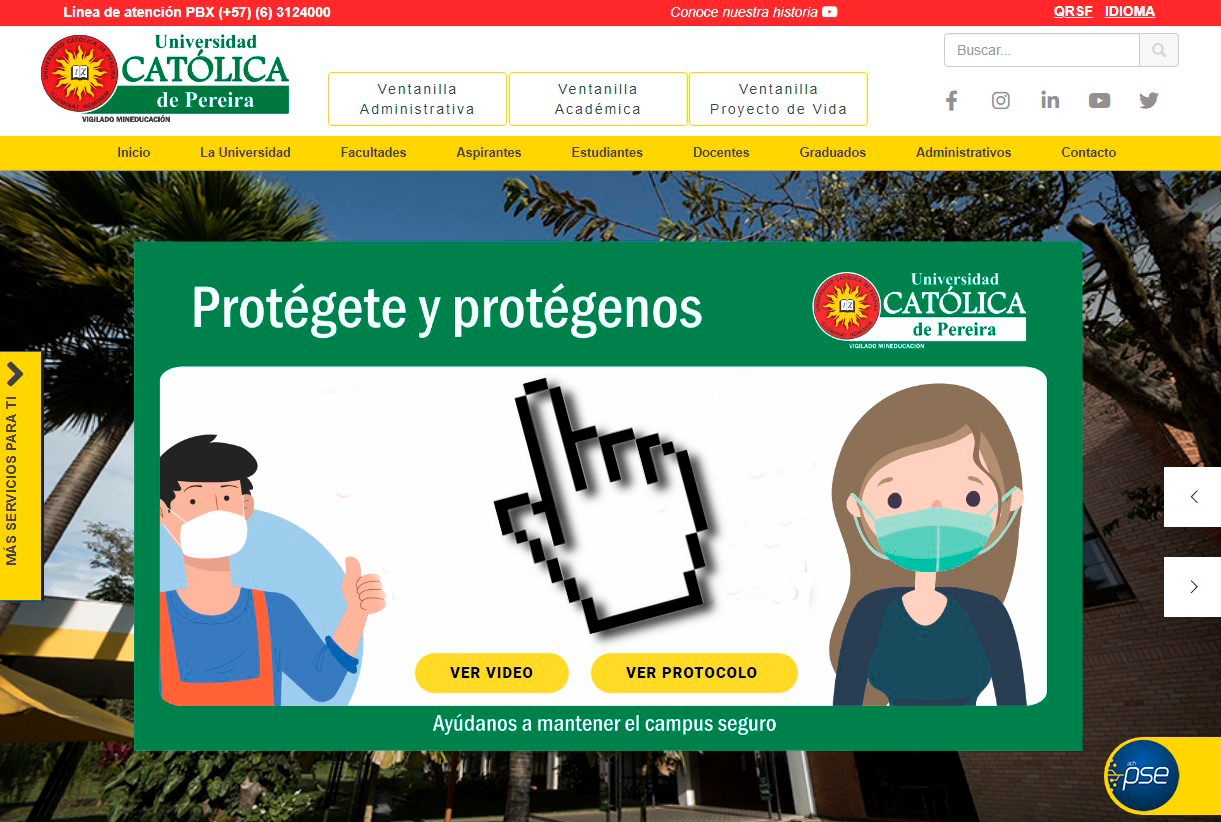 Línea de atención PBX (+57) (6) 3124000
Conoce nuestra historia
QRSF IDIOMA
Universidad
CATÓLICA
de Pereira
VIGILADO MINEDUCACIÓN
Ventanilla
Administrativa
Ventanilla
Académica
Ventanilla
Proyecto de Vida
Buscar...
Inicio
La Universidad
Facultades
Aspirantes
Estudiantes
Docentes
Graduados
Administrativos
Contacto
Protégete y protégenos
Universidad
CATÓLICA
de Pereira
VIGILADO MINEDUCACIÓN
MÁS SERVICIOS PARA TI
VER VIDEO
VER PROTOCOLO
Ayúdanos a mantener el campus seguro
ach
pse